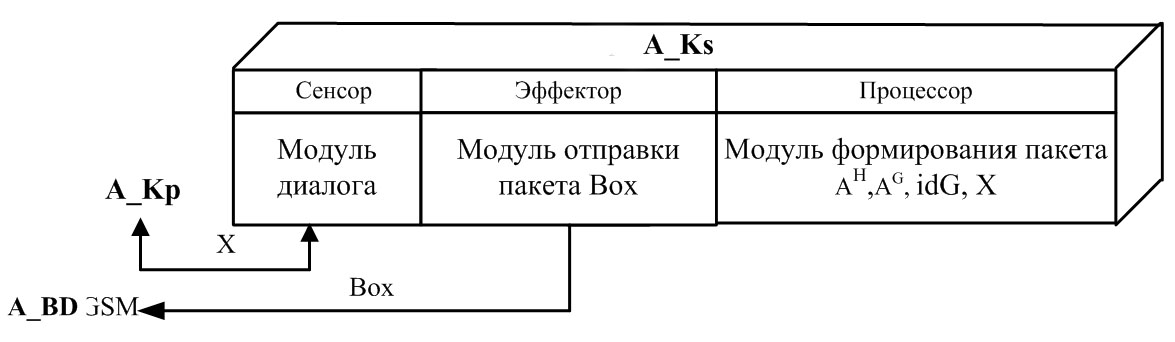 A_Ks
Сенсор
Эффектор
Процессор
Модуль
диалога
Модуль отправки
пакета Box
Модуль формирования пакета
A^H,A^G, idG, X
A_Kp
X
Box
A_BD GSM